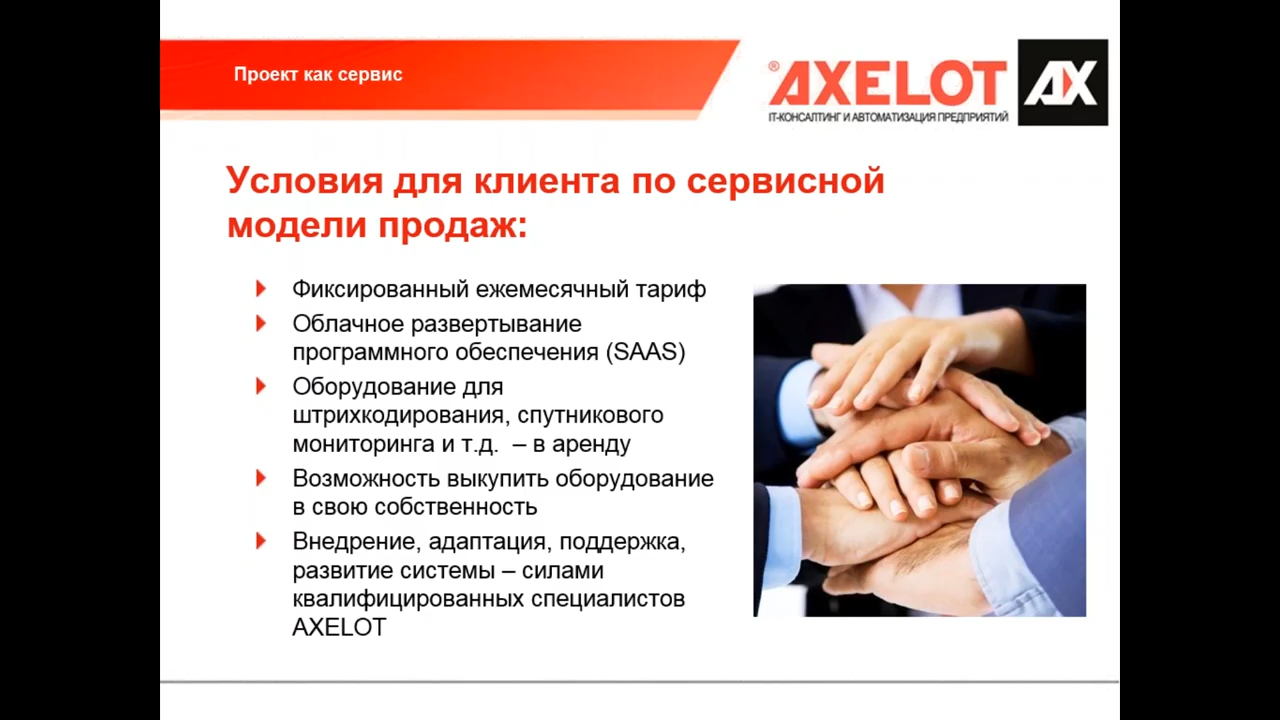 Проект как сервис
® AXELOT AX
IT-КОНСАЛТИНГ И АВТОМАТИЗАЦИЯ ПРЕДПРИЯТИЙ
Условия для клиента по сервисной
модели продаж:
Фиксированный ежемесячный тариф
Облачное развертывание
программного обеспечения (SAAS)
Оборудование для
штрихкодирования, спутникового
мониторинга и т.д. – в аренду
Возможность выкупить оборудование
в свою собственность
Внедрение, адаптация, поддержка,
развитие системы – силами
квалифицированных специалистов
AXELOT